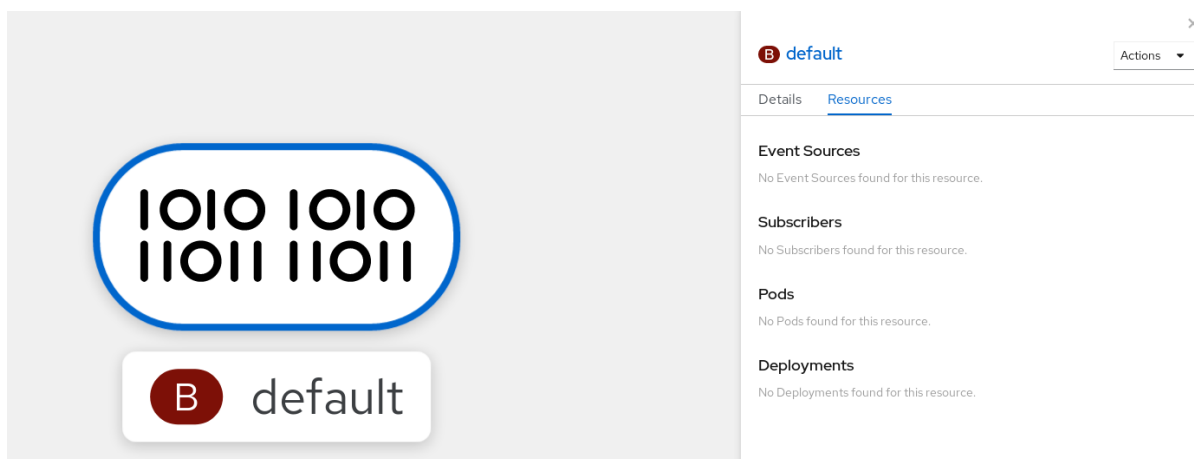 1010 1010
11011 11011
B default
B default
Actions
Details Resources
Event Sources
No Event Sources found for this resource.
Subscribers
No Subscribers found for this resource.
Pods
No Pods found for this resource.
Deployments
No Deployments found for this resource.